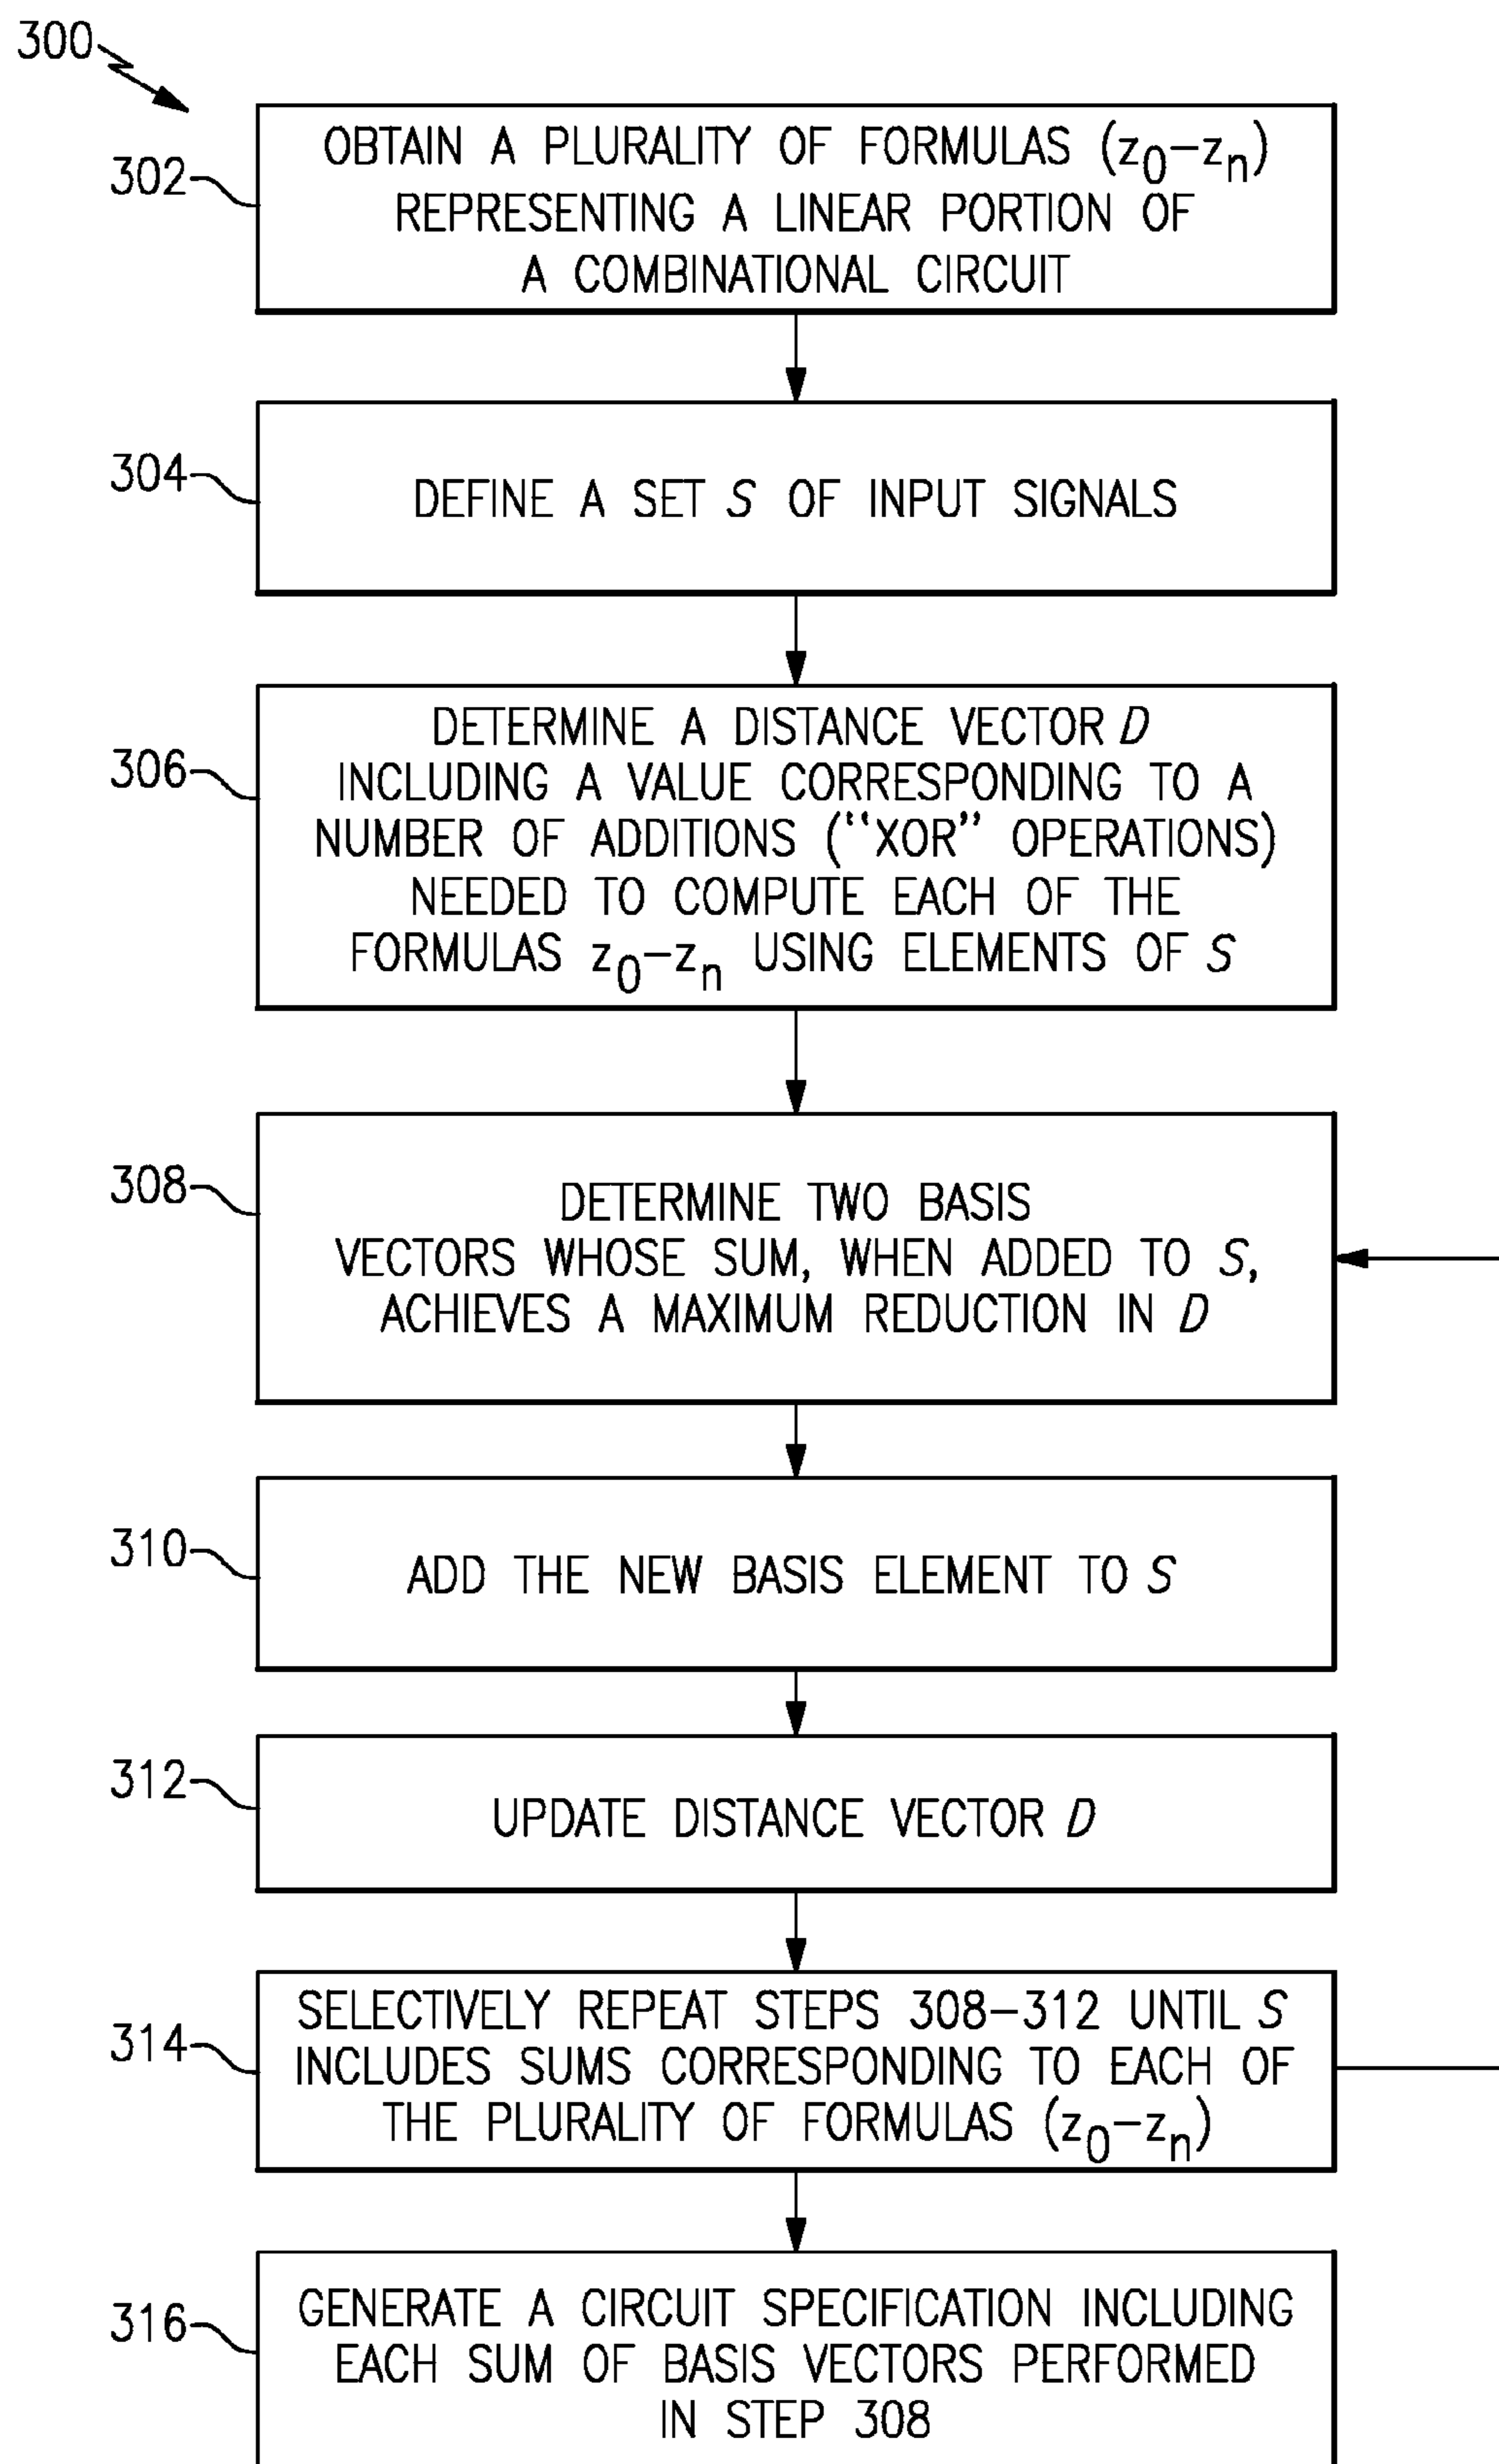 300
302
OBTAIN A PLURALITY OF FORMULAS (z0–zn)
REPRESENTING A LINEAR PORTION OF
A COMBINATIONAL CIRCUIT
304
DEFINE A SET S OF INPUT SIGNALS
306
DETERMINE A DISTANCE VECTOR D
INCLUDING A VALUE CORRESPONDING TO A
NUMBER OF ADDITIONS (“XOR” OPERATIONS)
NEEDED TO COMPUTE EACH OF THE
FORMULAS z0–zn USING ELEMENTS OF S
308
DETERMINE TWO BASIS
VECTORS WHOSE SUM, WHEN ADDED TO S,
ACHIEVES A MAXIMUM REDUCTION IN D
310
ADD THE NEW BASIS ELEMENT TO S
312
UPDATE DISTANCE VECTOR D
314
SELECTIVELY REPEAT STEPS 308–312 UNTIL S
INCLUDES SUMS CORRESPONDING TO EACH OF
THE PLURALITY OF FORMULAS (z0–zn)
316
GENERATE A CIRCUIT SPECIFICATION INCLUDING
EACH SUM OF BASIS VECTORS PERFORMED
IN STEP 308